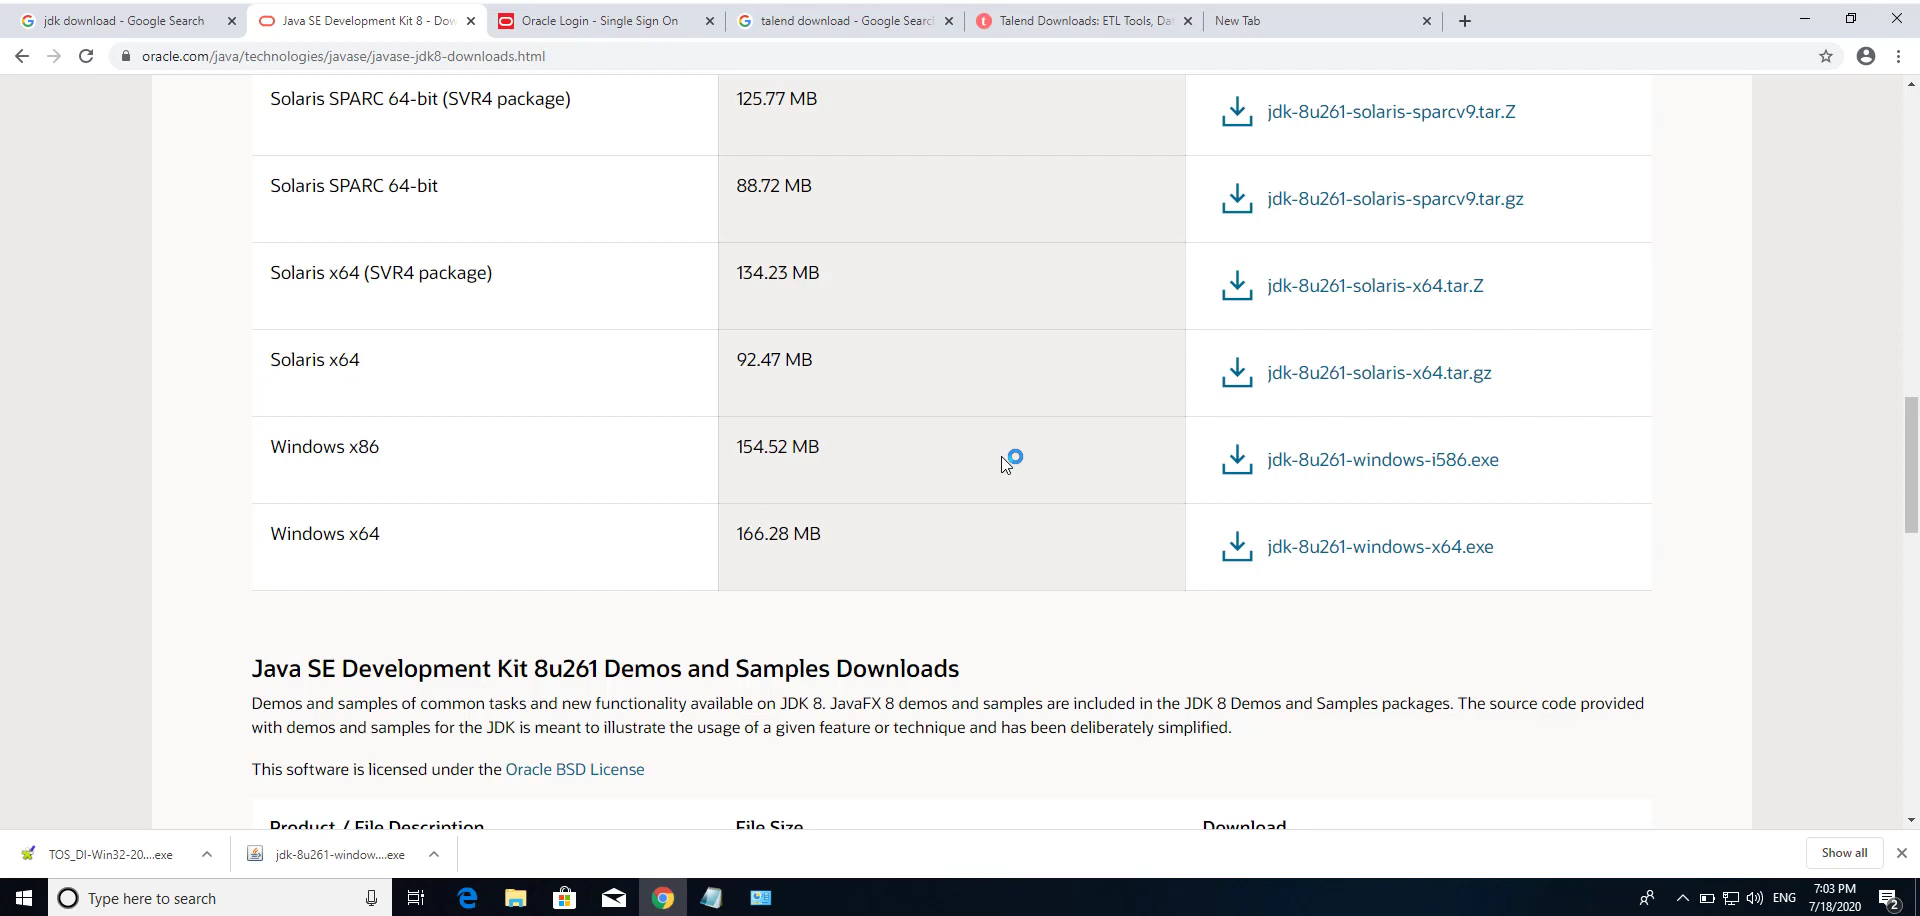 jdk download - Google Search
Java SE Development Kit 8 - Dow
Oracle Login - Single Sign On
talend download - Google Search
Talend Downloads: ETL Tools, Da
New Tab
oracle.com/java/technologies/javase/javase-jdk8-downloads.html
Solaris SPARC 64-bit (SVR4 package) 125.77 MB jdk-8u261-solaris-sparcv9.tar.Z
Solaris SPARC 64-bit 88.72 MB jdk-8u261-solaris-sparcv9.tar.gz
Solaris x64 (SVR4 package) 134.23 MB jdk-8u261-solaris-x64.tar.Z
Solaris x64 92.47 MB jdk-8u261-solaris-x64.tar.gz
Windows x86 154.52 MB jdk-8u261-windows-i586.exe
Windows x64 166.28 MB jdk-8u261-windows-x64.exe
Java SE Development Kit 8u261 Demos and Samples Downloads
Demos and samples of common tasks and new functionality available on JDK 8. JavaFX 8 demos and samples are included in the JDK 8 Demos and Samples packages. The source code provided
with demos and samples for the JDK is meant to illustrate the usage of a given feature or technique and has been deliberately simplified.
This software is licensed under the Oracle BSD License
Product / File Description File Size Download
TOS_DI-Win32-20....exe
jdk-8u261-window....exe
Show all
Type here to search
ENG
7:03 PM
7/18/2020
2